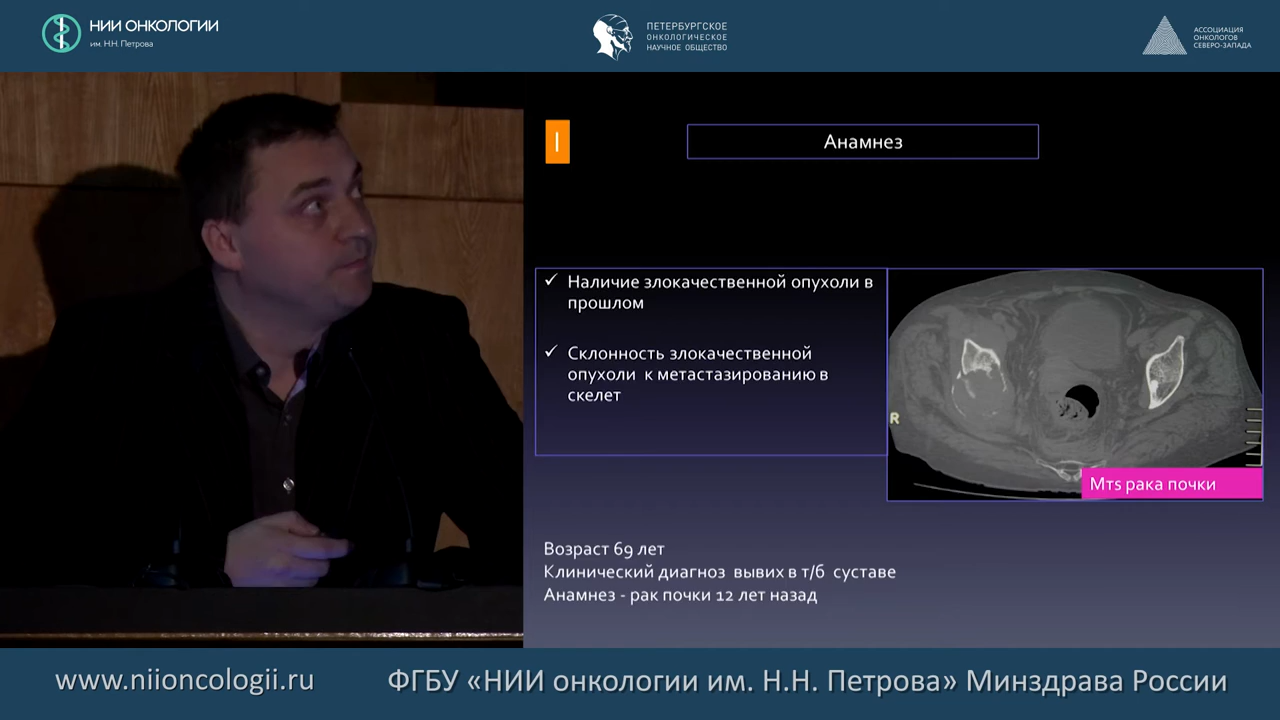 НИИ ОНКОЛОГИИ
им. Н.Н. Петрова
ПЕТЕРБУРГСКОЕ
ОНКОЛОГИЧЕСКОЕ
НАУЧНОЕ ОБЩЕСТВО
АССОЦИАЦИЯ
ОНКОЛОГОВ
СЕВЕРО-ЗАПАДА
I
Анамнез
✓ Наличие злокачественной опухоли в
прошлом
✓ Склонность злокачественной
опухоли к метастазированию в
скелет
R
Mts рака почки
Возраст 69 лет
Клинический диагноз вывих в т/б суставе
Анамнез - рак почки 12 лет назад
www.niioncologii.ru
ФГБУ «НИИ онкологии им. Н.Н. Петрова» Минздрава России